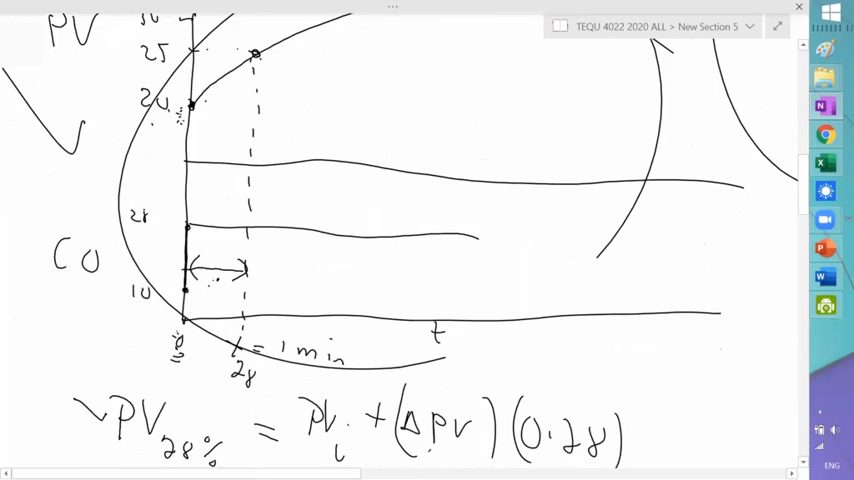 TEQU 4022 2020 ALL > New Section 5
PV
25
20
28
CO
10
t
0
= 1 min
28
PV28% = PVi + (ΔPV) (0.28)
ENG